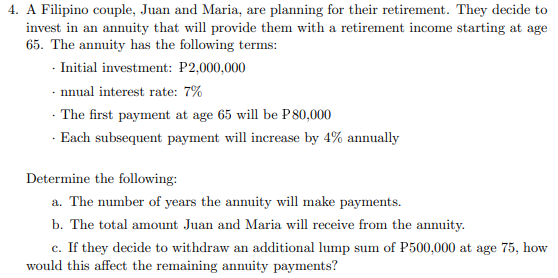 4. A Filipino couple, Juan and Maria, are planning for their retirement. They decide to
invest in an annuity that will provide them with a retirement income starting at age
65. The annuity has the following terms:
· Initial investment: ₱2,000,000
· nnual interest rate: 7%
· The first payment at age 65 will be ₱80,000
· Each subsequent payment will increase by 4% annually
Determine the following:
a. The number of years the annuity will make payments.
b. The total amount Juan and Maria will receive from the annuity.
c. If they decide to withdraw an additional lump sum of ₱500,000 at age 75, how
would this affect the remaining annuity payments?